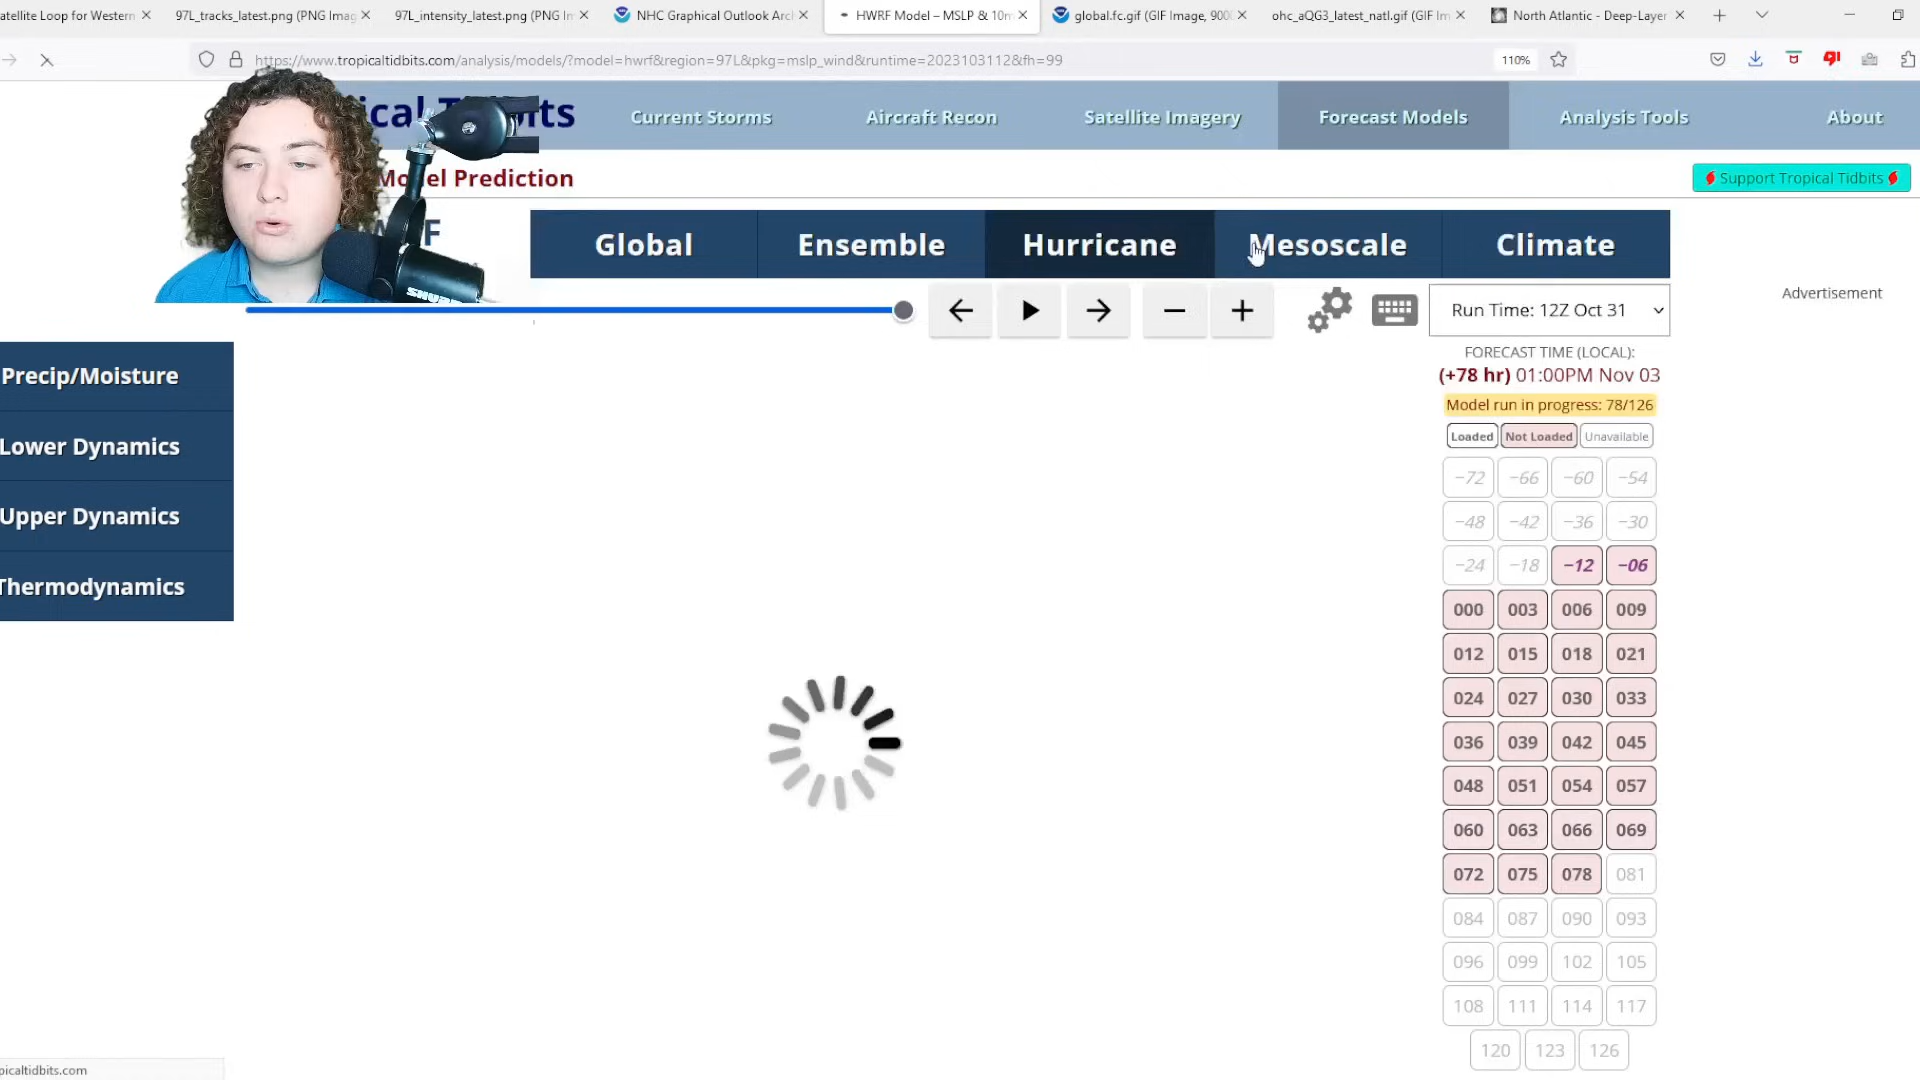 atellite Loop for Western
97L_tracks_latest.png (PNG Imag
97L_intensity_latest.png (PNG In
NHC Graphical Outlook Arc
HWRF Model – MSLP & 10m
global.fc.gif (GIF Image, 900
ohc_aQG3_latest_natl.gif (GIF Im
North Atlantic - Deep-Layer
https://www.tropicaltidbits.com/analysis/models/?model=hwrf&region=97L&pkg=mslp_wind&runtime=2023103112&fh=99
110%
Current Storms
Aircraft Recon
Satellite Imagery
Forecast Models
Analysis Tools
About
Model Prediction
Support Tropical Tidbits
Global
Ensemble
Hurricane
Mesoscale
Climate
Run Time: 12Z Oct 31
Advertisement
FORECAST TIME (LOCAL):
(+78 hr) 01:00PM Nov 03
Model run in progress: 78/126
Loaded Not Loaded Unavailable
Precip/Moisture
Lower Dynamics
Upper Dynamics
Thermodynamics
−72 −66 −60 −54
−48 −42 −36 −30
−24 −18 −12 −06
000 003 006 009
012 015 018 021
024 027 030 033
036 039 042 045
048 051 054 057
060 063 066 069
072 075 078 081
084 087 090 093
096 099 102 105
108 111 114 117
120 123 126
picaltidbits.com
SHURE